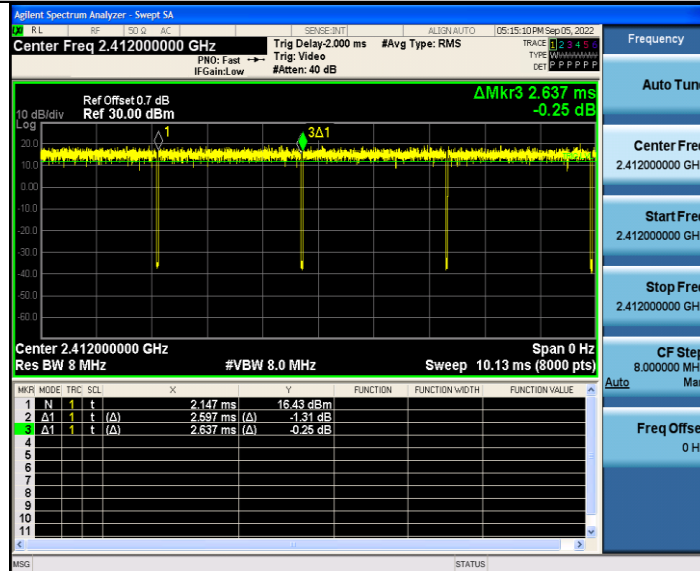 Agilent Spectrum Analyzer - Swept SA
RL RF 50 Ω AC SENSE:INT ALIGN AUTO 05:15:10 PM Sep 05, 2022
Center Freq 2.412000000 GHz Trig Delay-2.000 ms #Avg Type: RMS TRACE 1 2 3 4 5 6
PNO: Fast Trig: Video TYPE
IFGain:Low #Atten: 40 dB DET P P P P P P
ΔMkr3 2.637 ms
-0.25 dB
Ref Offset 0.7 dB
10 dB/div Ref 30.00 dBm
Log
1
3Δ1
20.0
10.0
0.00
-10.0
-20.0
-30.0
-40.0
-50.0
-60.0
Center 2.412000000 GHz Span 0 Hz
Res BW 8 MHz #VBW 8.0 MHz Sweep 10.13 ms (8000 pts)
MKR MODE TRC SCL X Y FUNCTION FUNCTION WIDTH FUNCTION VALUE
1 N 1 t 2.147 ms 16.43 dBm
2 Δ1 1 t (Δ) 2.597 ms (Δ) -1.31 dB
3 Δ1 1 t (Δ) 2.637 ms (Δ) -0.25 dB
4
5
6
7
8
9
10
11
MSG STATUS
Frequency
Auto Tun
Center Fre
2.412000000 GH
Start Fre
2.412000000 GH
Stop Fre
2.412000000 GH
CF Step
8.000000 MH
Auto Ma
Freq Offse
0 H